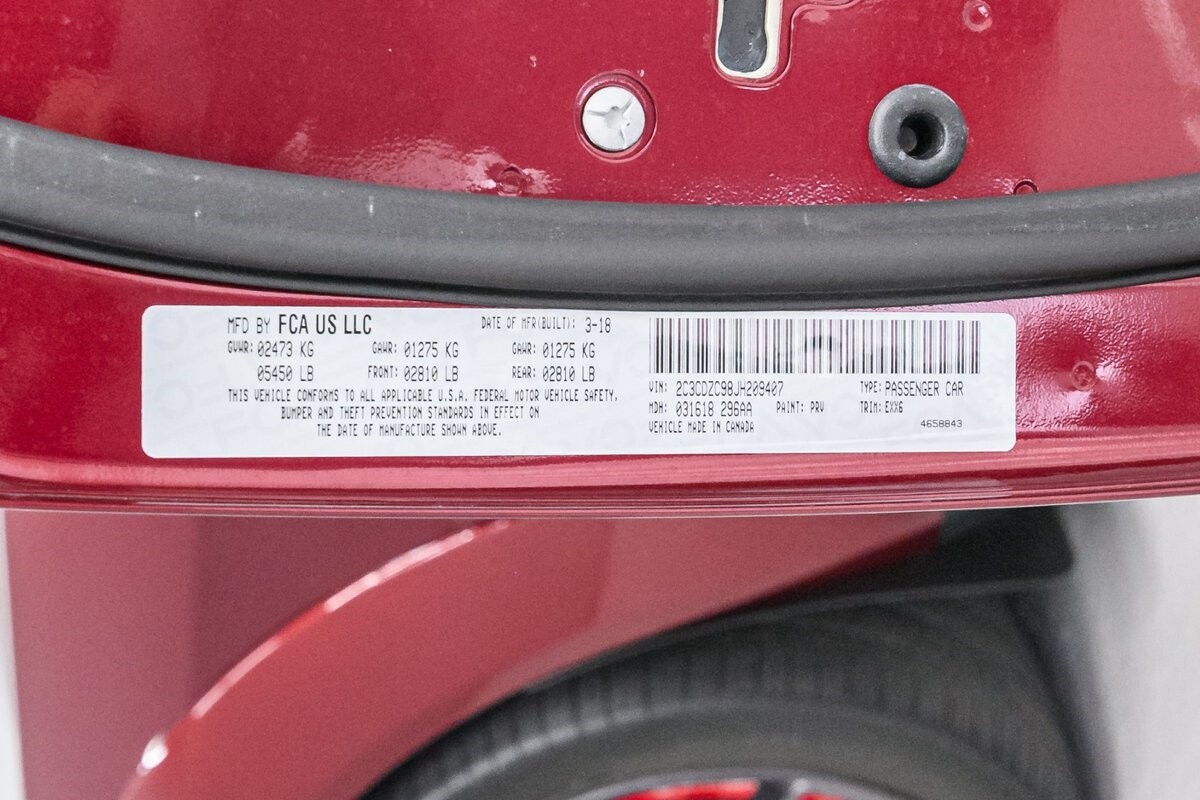 MFD BY FCA US LLC DATE OF MFR(BUILT): 3-18
GVWR: 02473 KG GAWR: 01275 KG GAWR: 01275 KG
05450 LB FRONT: 02810 LB REAR: 02810 LB
THIS VEHICLE CONFORMS TO ALL APPLICABLE U.S.A. FEDERAL MOTOR VEHICLE SAFETY,
BUMPER AND THEFT PREVENTION STANDARDS IN EFFECT ON
THE DATE OF MANUFACTURE SHOWN ABOVE.
VIN: 2C3CDZC98JH209407 TYPE: PASSENGER CAR
MDH: 031618 296AA PAINT: PRV TRIM: EXX6
VEHICLE MADE IN CANADA 4658843